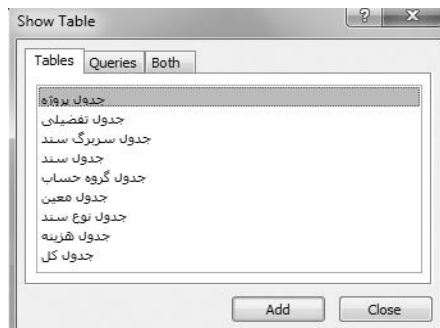 Show Table
Tables Queries Both
جدول پروژه
جدول تفضیلی
جدول سربرگ سند
جدول سند
جدول گروه حساب
جدول معین
جدول نوع سند
جدول هزینه
جدول کل
Add Close